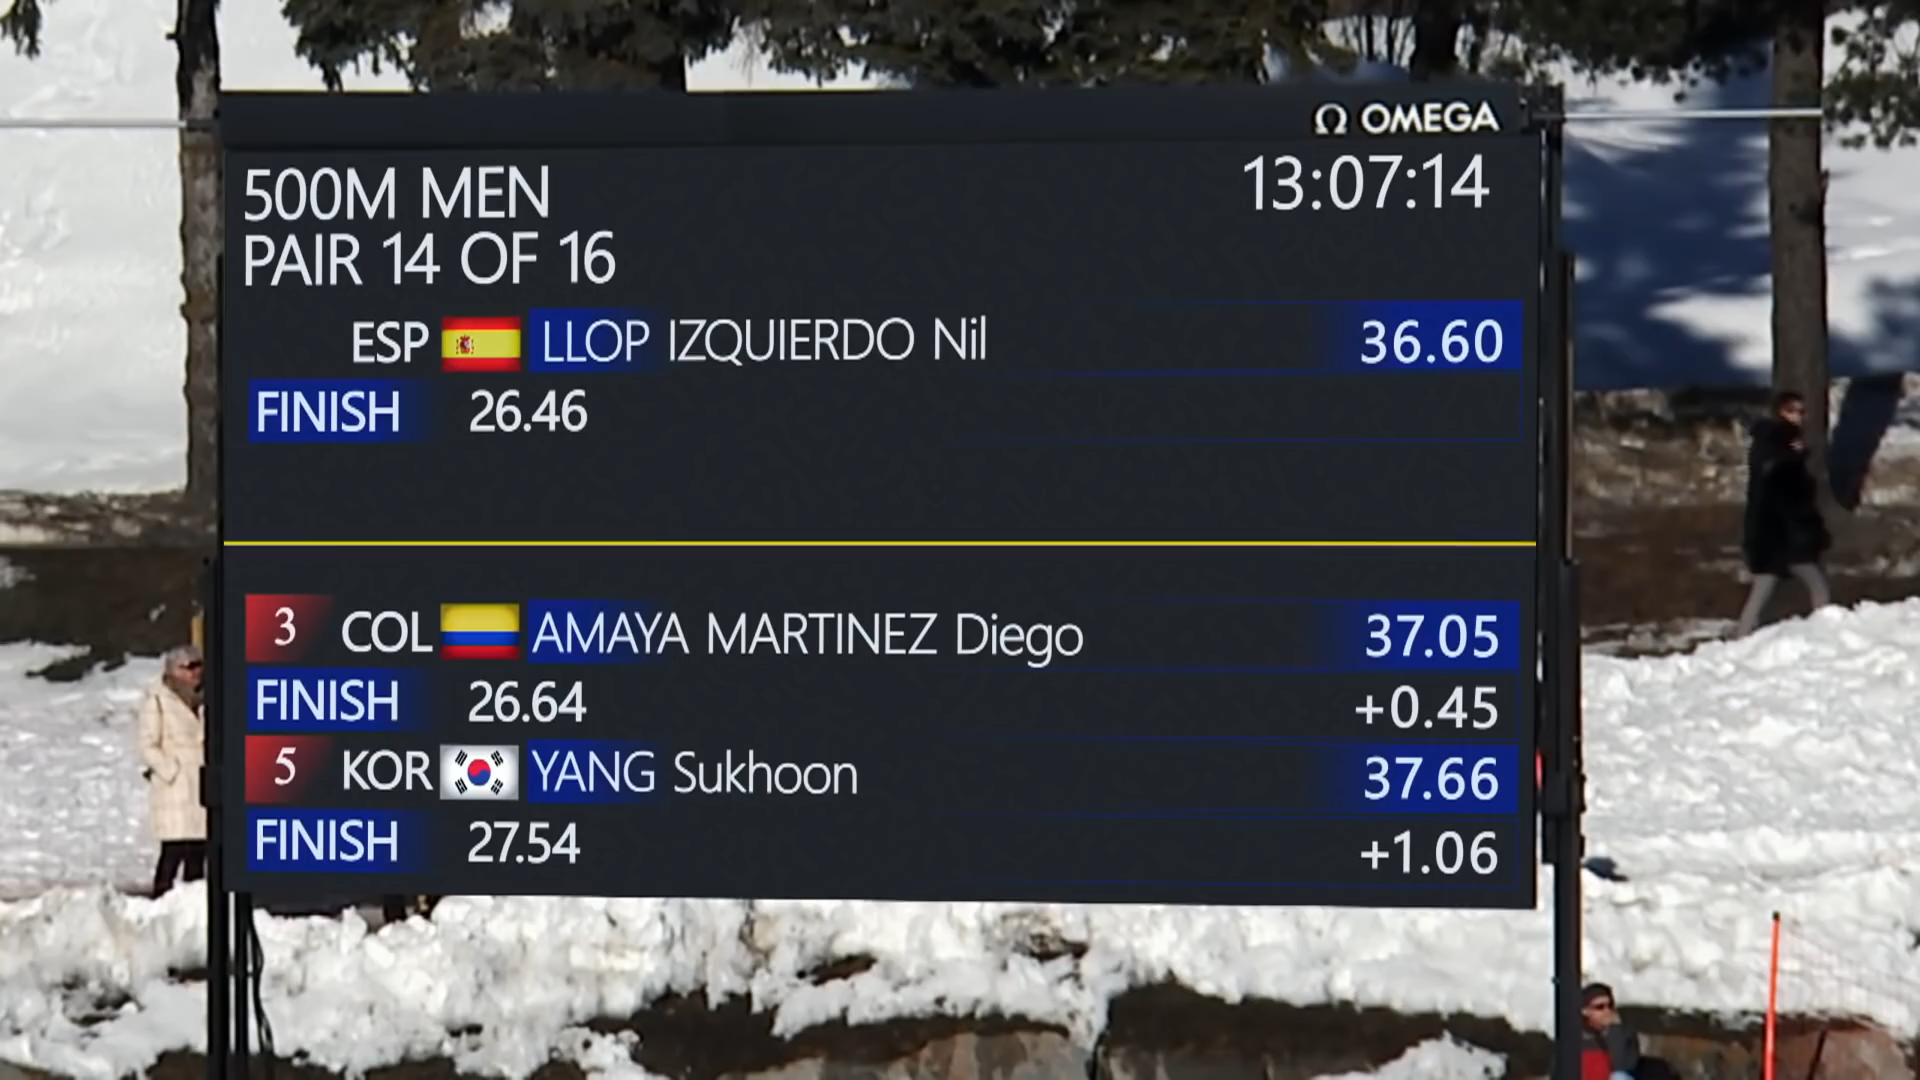 Ω OMEGA
500M MEN 13:07:14
PAIR 14 OF 16
ESP LLOP IZQUIERDO Nil 36.60
FINISH 26.46
3 COL AMAYA MARTINEZ Diego 37.05
FINISH 26.64 +0.45
5 KOR YANG Sukhoon 37.66
FINISH 27.54 +1.06